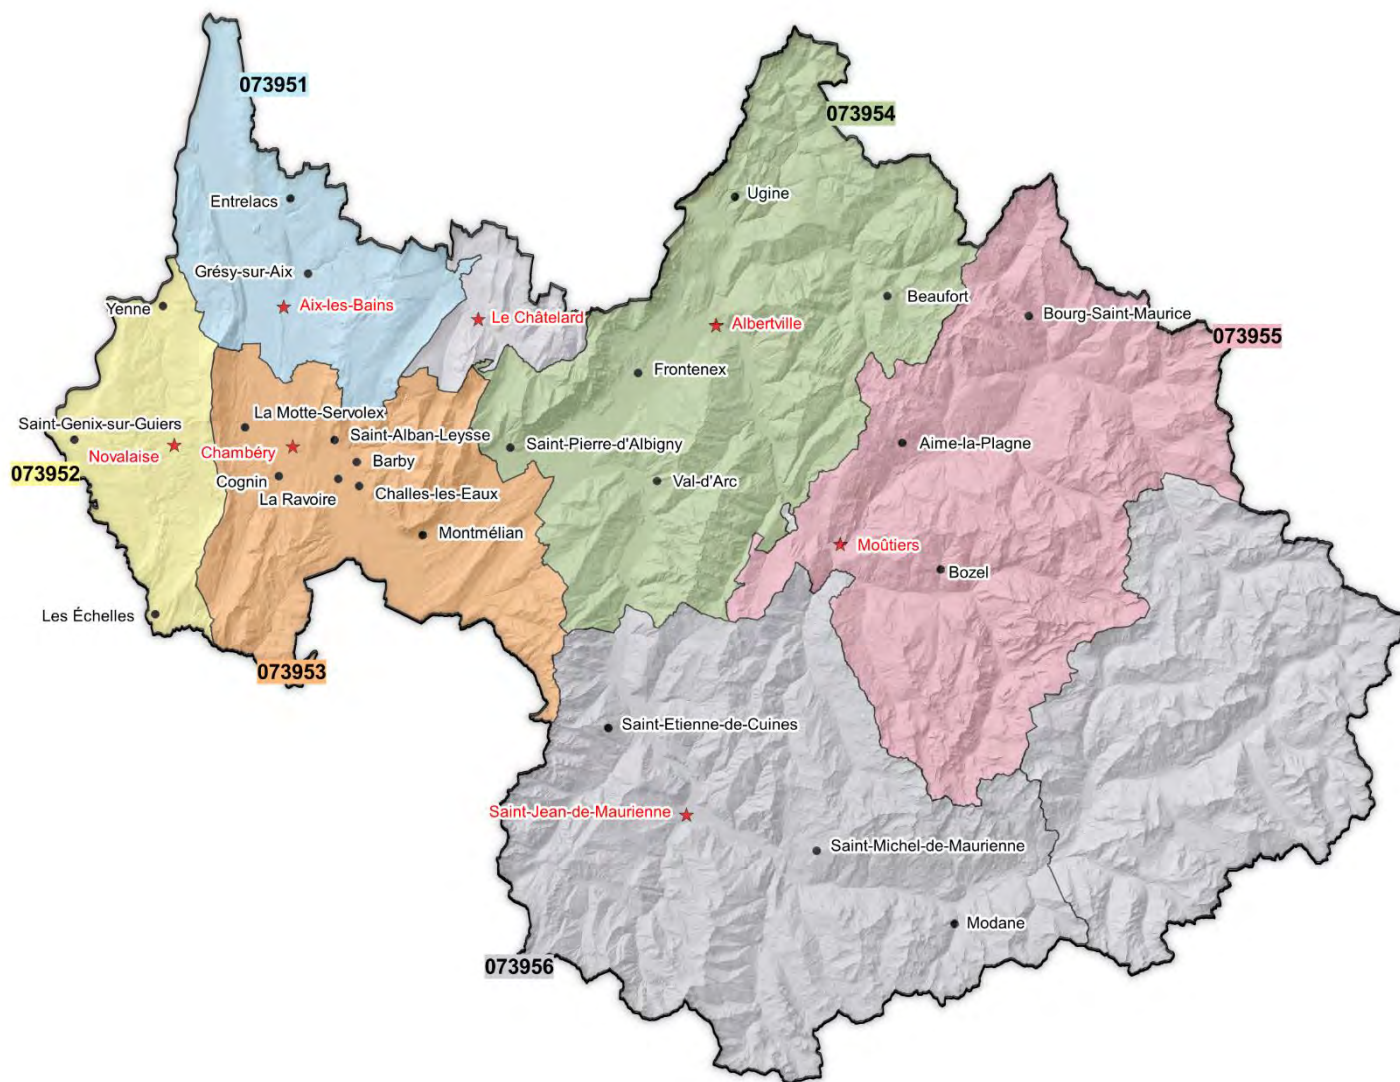 073951
073954
Ugine
Entrelacs
Grésy-sur-Aix
Aix-les-Bains
Yenne
Le Châtelard
Albertville
Beaufort
Bourg-Saint-Maurice
073955
Frontenex
La Motte-Servolex
Saint-Genix-sur-Guiers
Saint-Alban-Leysse
Saint-Pierre-d'Albigny
Aime-la-Plagne
Novalaise
Chambéry
Barby
073952
Cognin
La Ravoire
Challes-les-Eaux
Val-d'Arc
Montmélian
Moûtiers
Bozel
Les Échelles
073953
Saint-Etienne-de-Cuines
Saint-Jean-de-Maurienne
Saint-Michel-de-Maurienne
Modane
073956